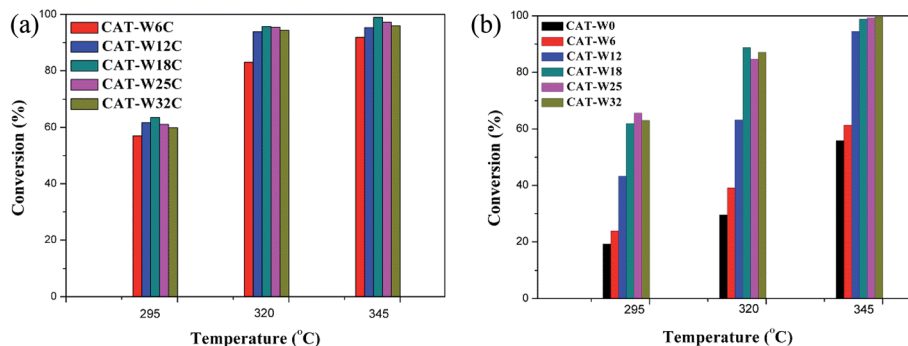 (a)
CAT-W6C
CAT-W12C
CAT-W18C
CAT-W25C
CAT-W32C
Conversion (%)
100
80
60
40
20
0
295
320
345
Temperature (°C)
(b)
CAT-W0
CAT-W6
CAT-W12
CAT-W18
CAT-W25
CAT-W32
Conversion (%)
100
80
60
40
20
0
295
320
345
Temperature (°C)